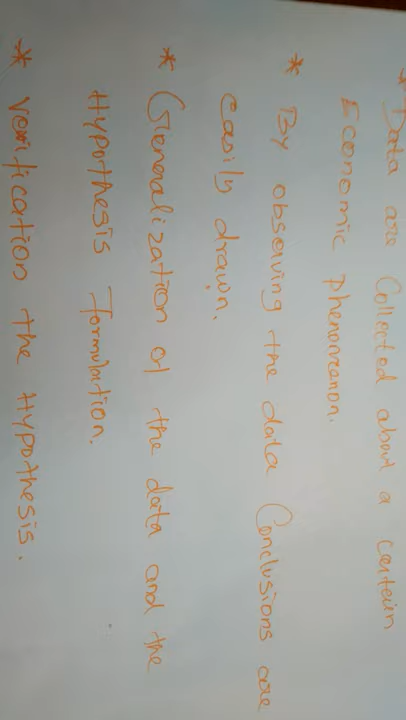 * Data are Collected about a certain
Economic Phenomenon.
* By observing the data Conclusions are
easily drawn.
* Generalization of the data and the
Hypothesis Formulation.
* Verification the Hypothesis.